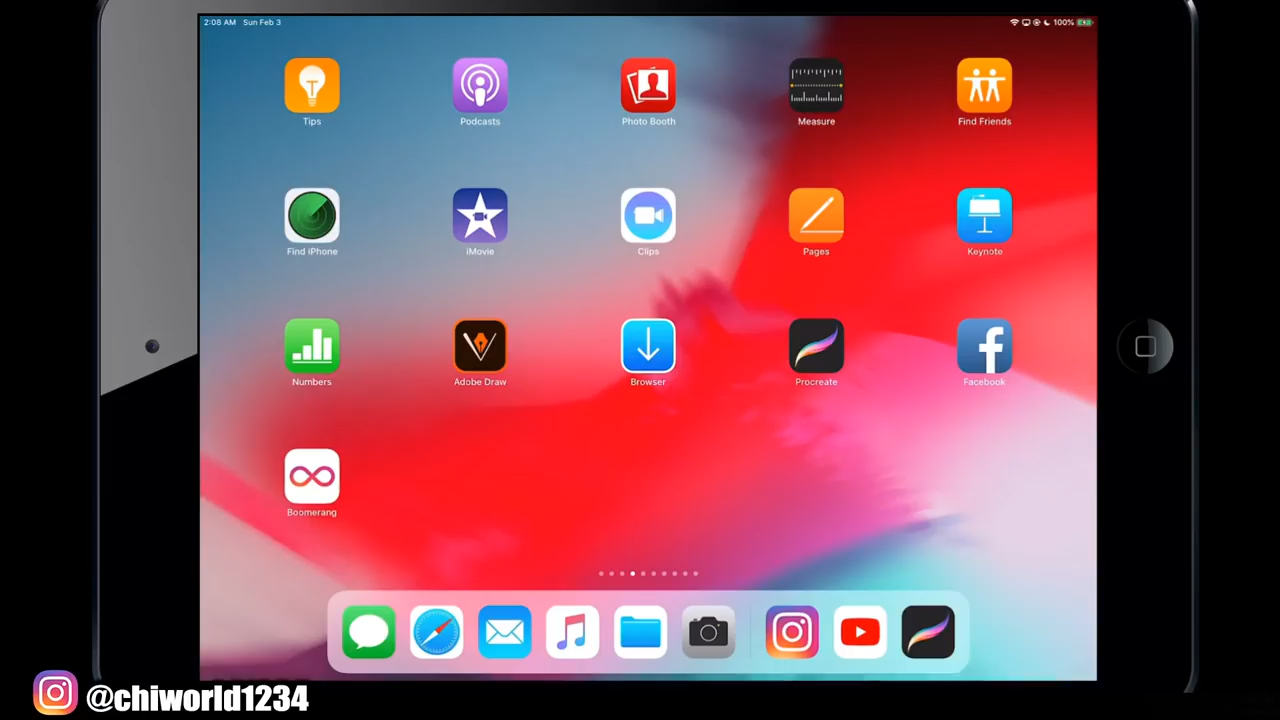 2:08 AM Sun Feb 3 100%
Tips Podcasts Photo Booth Measure Find Friends
Find iPhone iMovie Clips Pages Keynote
Numbers Adobe Draw Browser Procreate Facebook
Boomerang
@chiworld1234